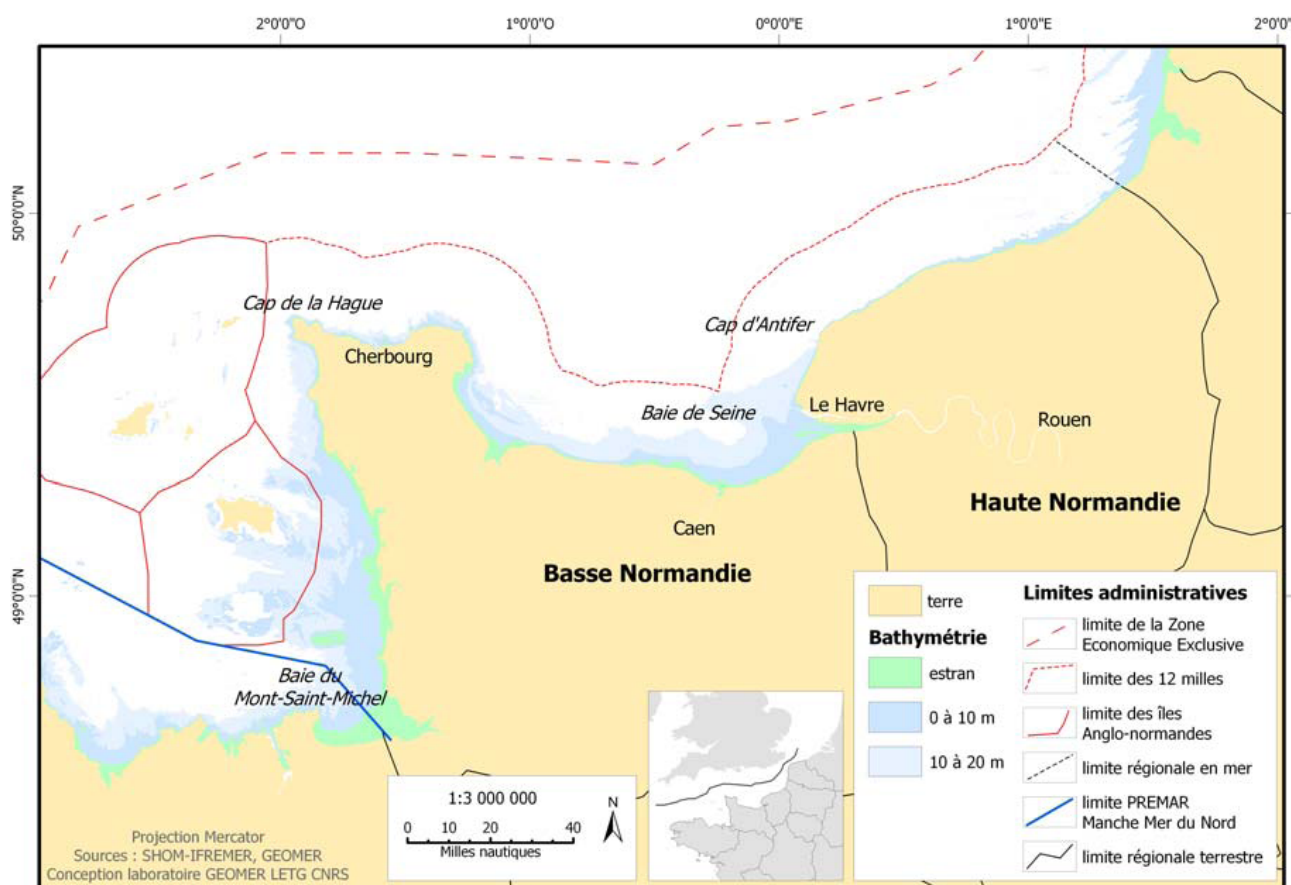 2°0'0"O
1°0'0"O
0°0'0"E
1°0'0"E
2°0'0"E
50°0'0"N
49°0'0"N
Cap de la Hague
Cherbourg
Cap d'Antifer
Baie de Seine
Le Havre
Rouen
Haute Normandie
Caen
Basse Normandie
Baie du
Mont-Saint-Michel
terre
Bathymétrie
estran
0 à 10 m
10 à 20 m
Limites administratives
limite de la Zone
Economique Exclusive
limite des 12 milles
limite des îles
Anglo-normandes
limite régionale en mer
limite PREMAR
Manche Mer du Nord
limite régionale terrestre
1:3 000 000
N
0 10 20 40
Milles nautiques
Projection Mercator
Sources : SHOM-IFREMER, GEOMER
Conception laboratoire GEOMER LETG CNRS